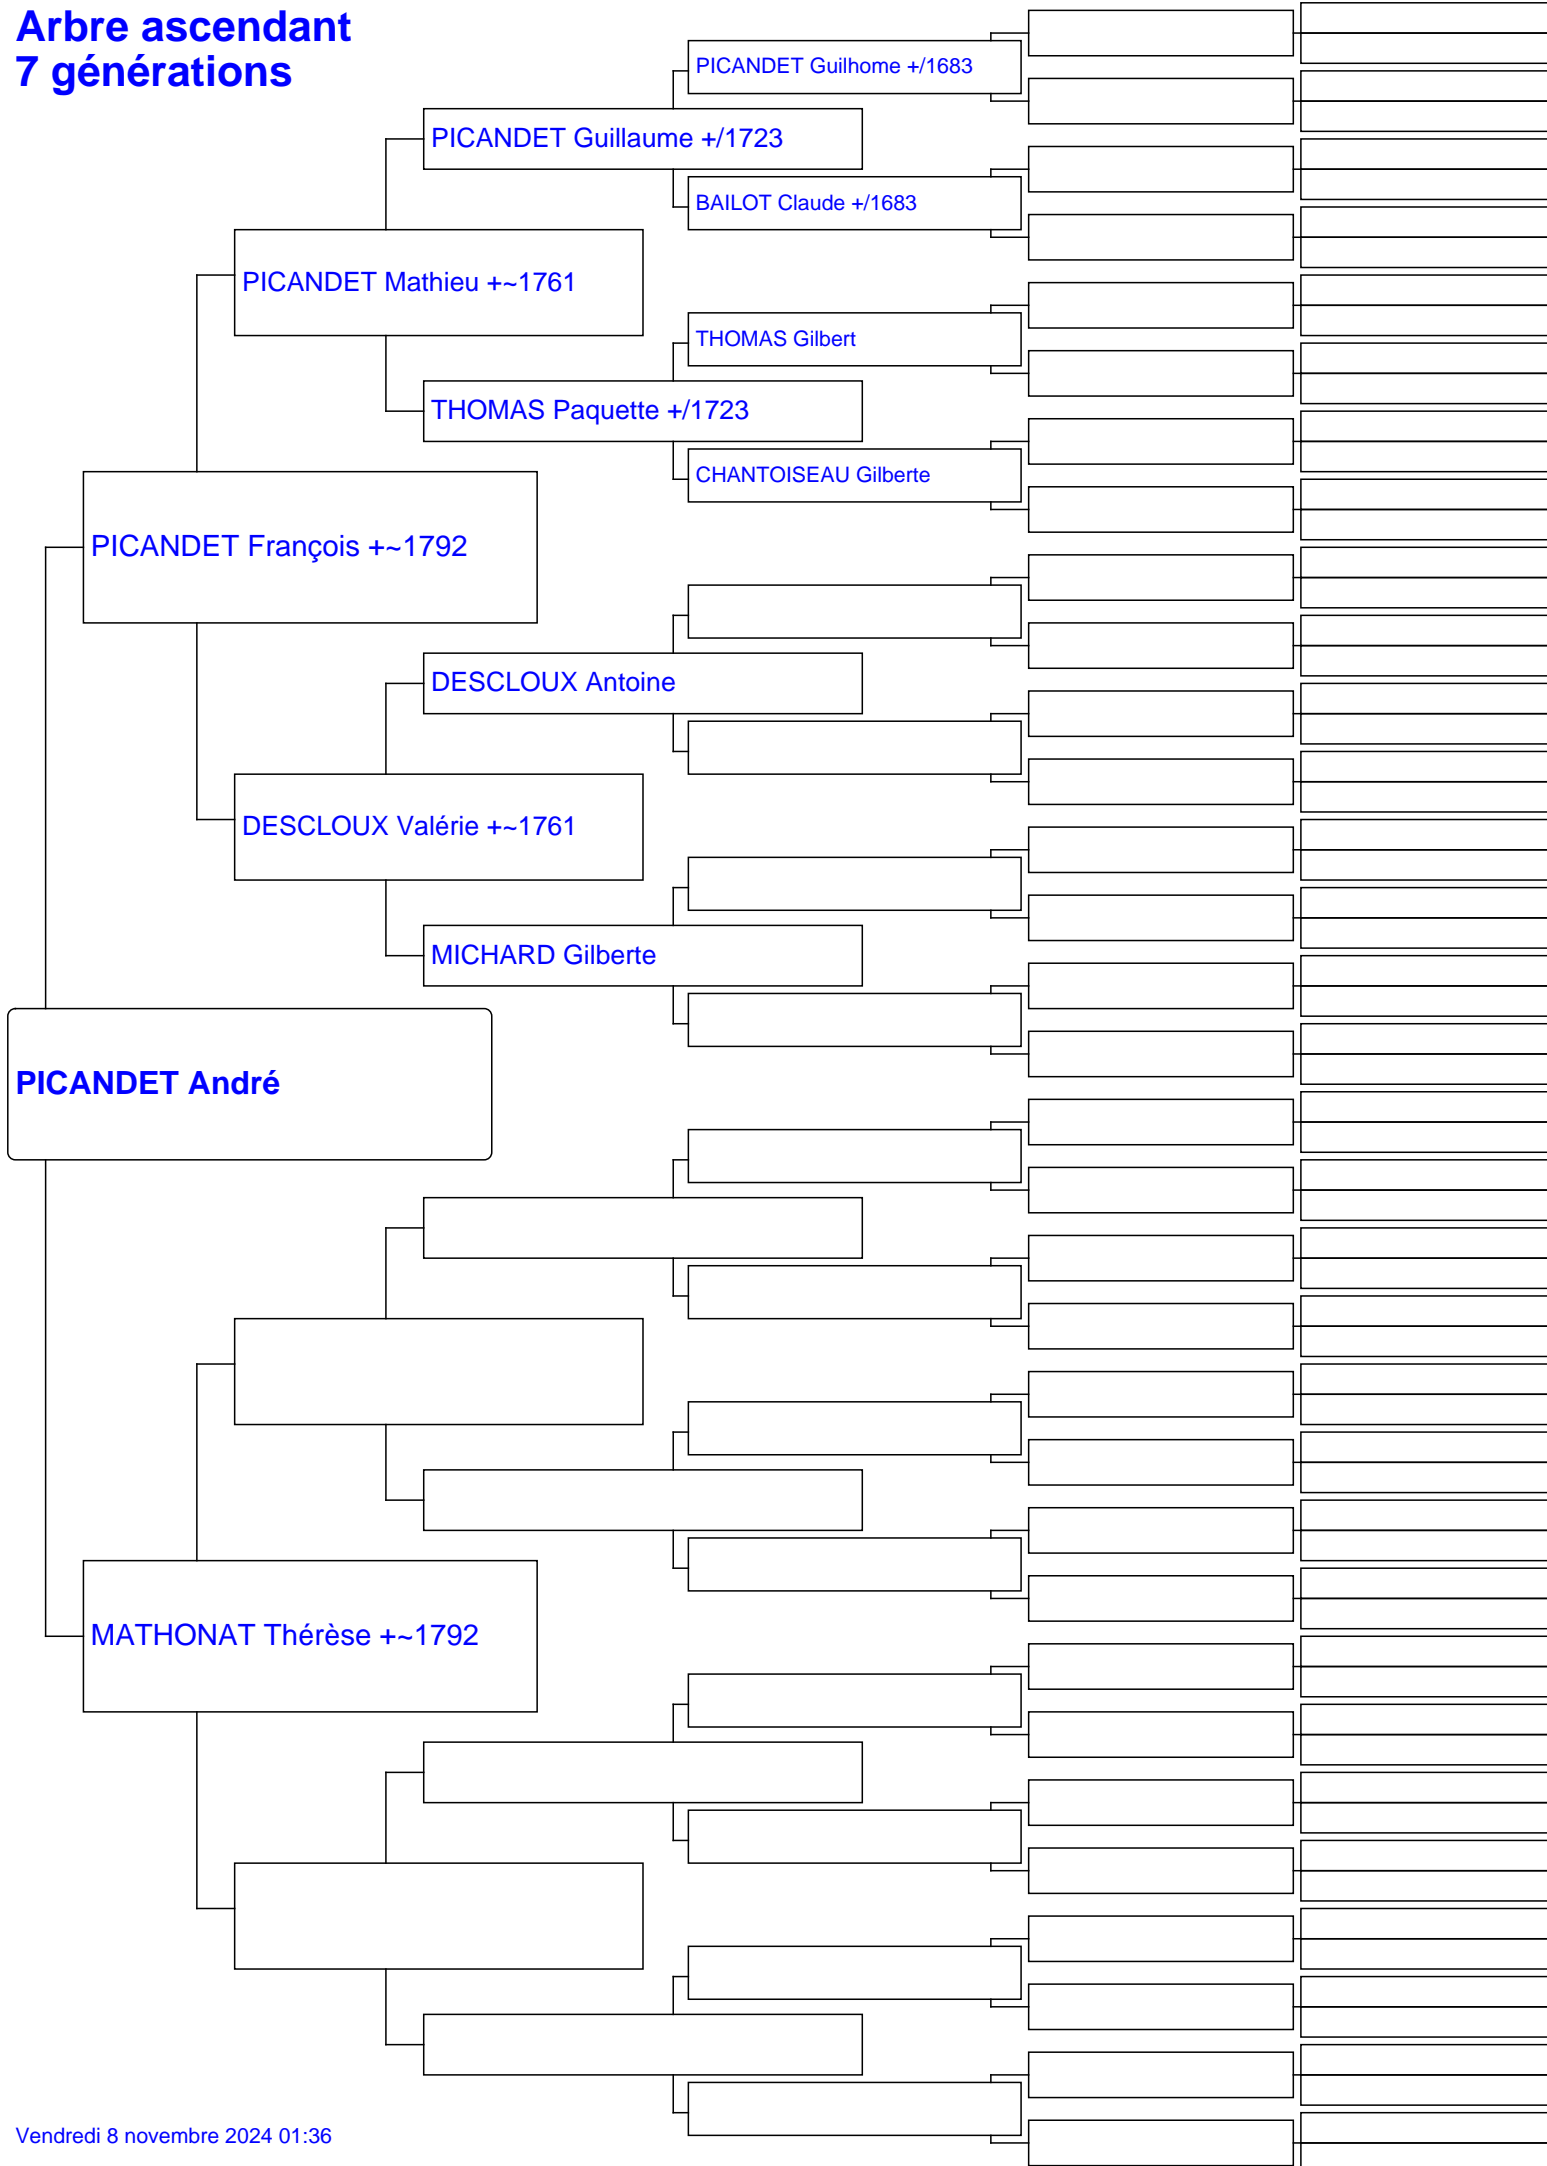 Arbre ascendant
7 générations
PICANDET Guilhome +/1683
PICANDET Guillaume +/1723
BAILOT Claude +/1683
PICANDET Mathieu +~1761
THOMAS Gilbert
THOMAS Paquette +/1723
CHANTOISEAU Gilberte
PICANDET François +~1792
DESCLOUX Antoine
DESCLOUX Valérie +~1761
MICHARD Gilberte
PICANDET André
MATHONAT Thérèse +~1792
Vendredi 8 novembre 2024 01:36